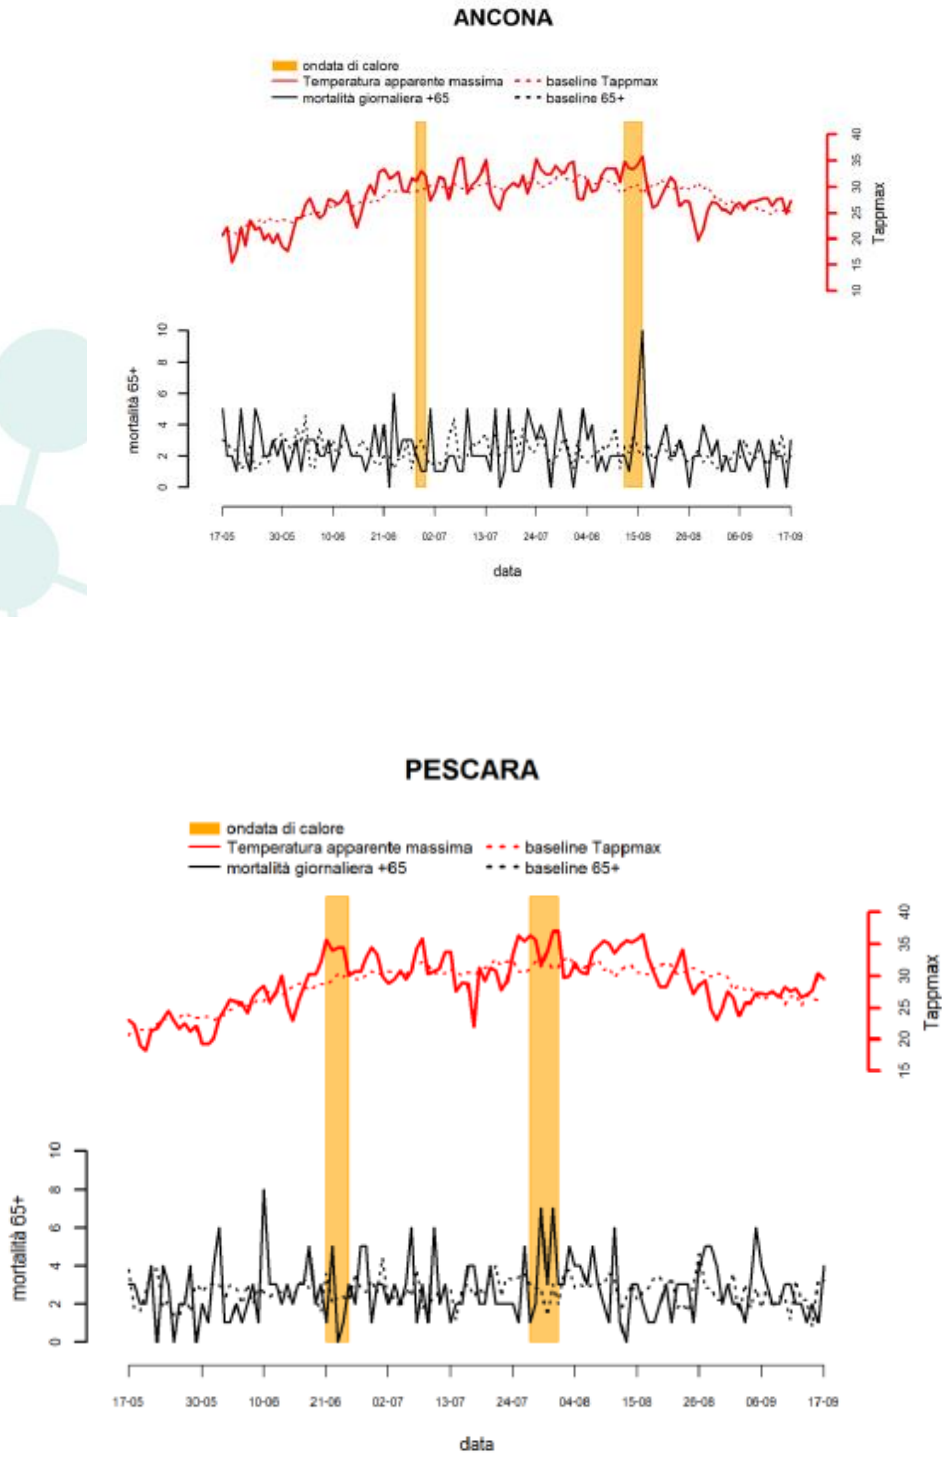 ANCONA
ondata di calore
Temperatura apparente massima baseline Tappmax
mortalità giornaliera +65 baseline 65+
40
35
30
25
20
15
10
Tappmax
10
8
6
4
2
0
mortalità 65+
17-05 30-05 10-06 21-06 02-07 13-07 24-07 04-08 15-08 26-08 06-09 17-09
data
PESCARA
ondata di calore
Temperatura apparente massima baseline Tappmax
mortalità giornaliera +65 baseline 65+
40
35
30
25
20
15
Tappmax
10
8
6
4
2
0
mortalità 65+
17-05 30-05 10-06 21-06 02-07 13-07 24-07 04-08 15-08 26-08 06-09 17-09
data